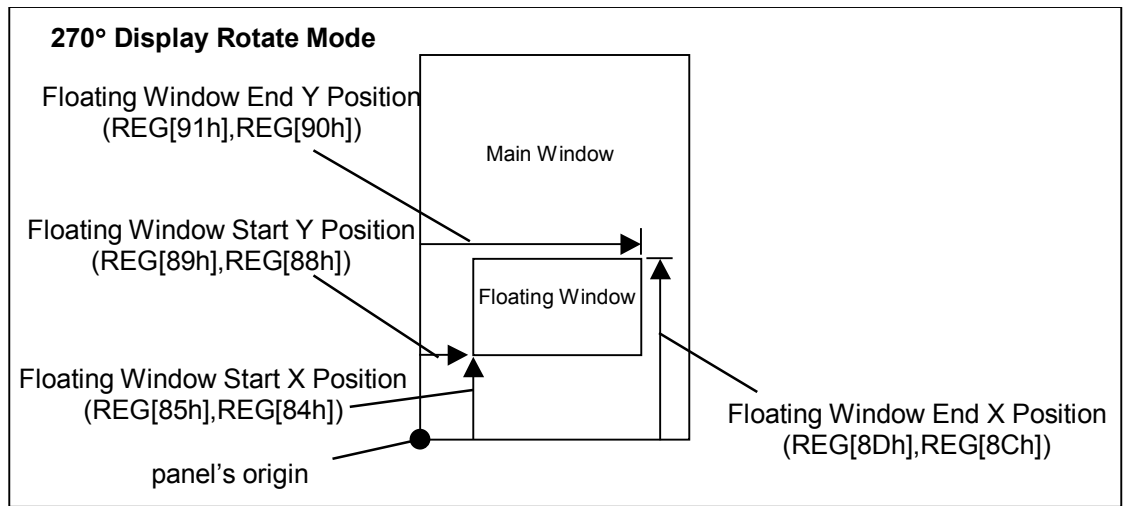 270° Display Rotate Mode
Floating Window End Y Position
(REG[91h],REG[90h])
Main Window
Floating Window Start Y Position
(REG[89h],REG[88h])
Floating Window
Floating Window Start X Position
(REG[85h],REG[84h])
Floating Window End X Position
(REG[8Dh],REG[8Ch])
panel’s origin